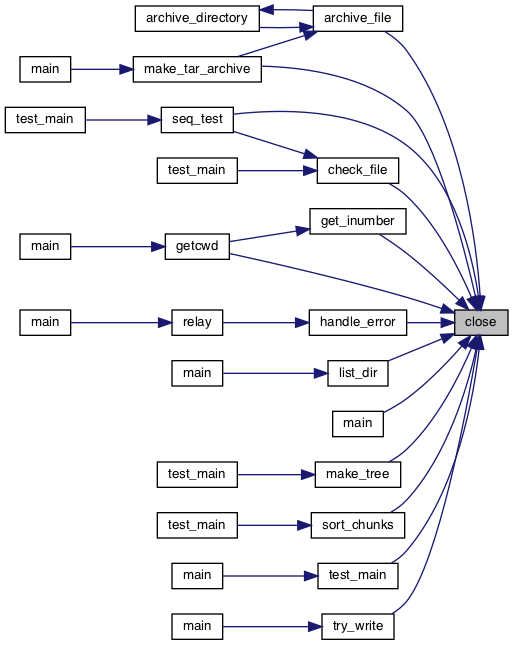 archive_directory archive_file
main make_tar_archive
test_main seq_test
test_main check_file
get_inumber
main getcwd
main relay handle_error close
main list_dir
main
test_main make_tree
test_main sort_chunks
main test_main
main try_write